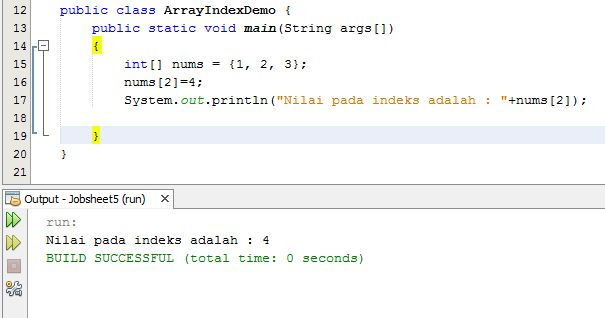 12 public class ArrayIndexDemo {
13 public static void main(String args[])
14 {
15 int[] nums = {1, 2, 3};
16 nums[2]=4;
17 System.out.println("Nilai pada indeks adalah : "+nums[2]);
18
19 }
20 }
21
Output - Jobsheet5 (run)
run:
Nilai pada indeks adalah : 4
BUILD SUCCESSFUL (total time: 0 seconds)